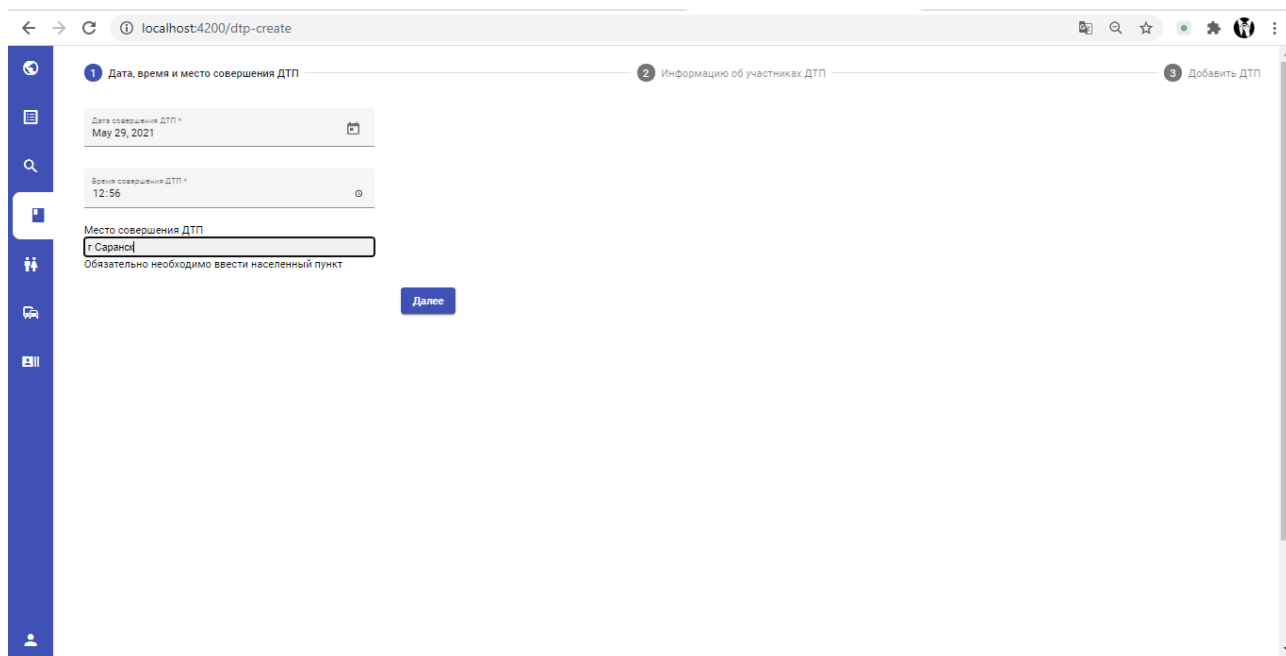 localhost:4200/dtp-create
1 Дата, время и место совершения ДТП
2 Информацию об участниках ДТП
3 Добавить ДТП
Дата совершения ДТП *
May 29, 2021
Время совершения ДТП *
12:56
Место совершения ДТП
г Саранск
Обязательно необходимо ввести населенный пункт
Далее